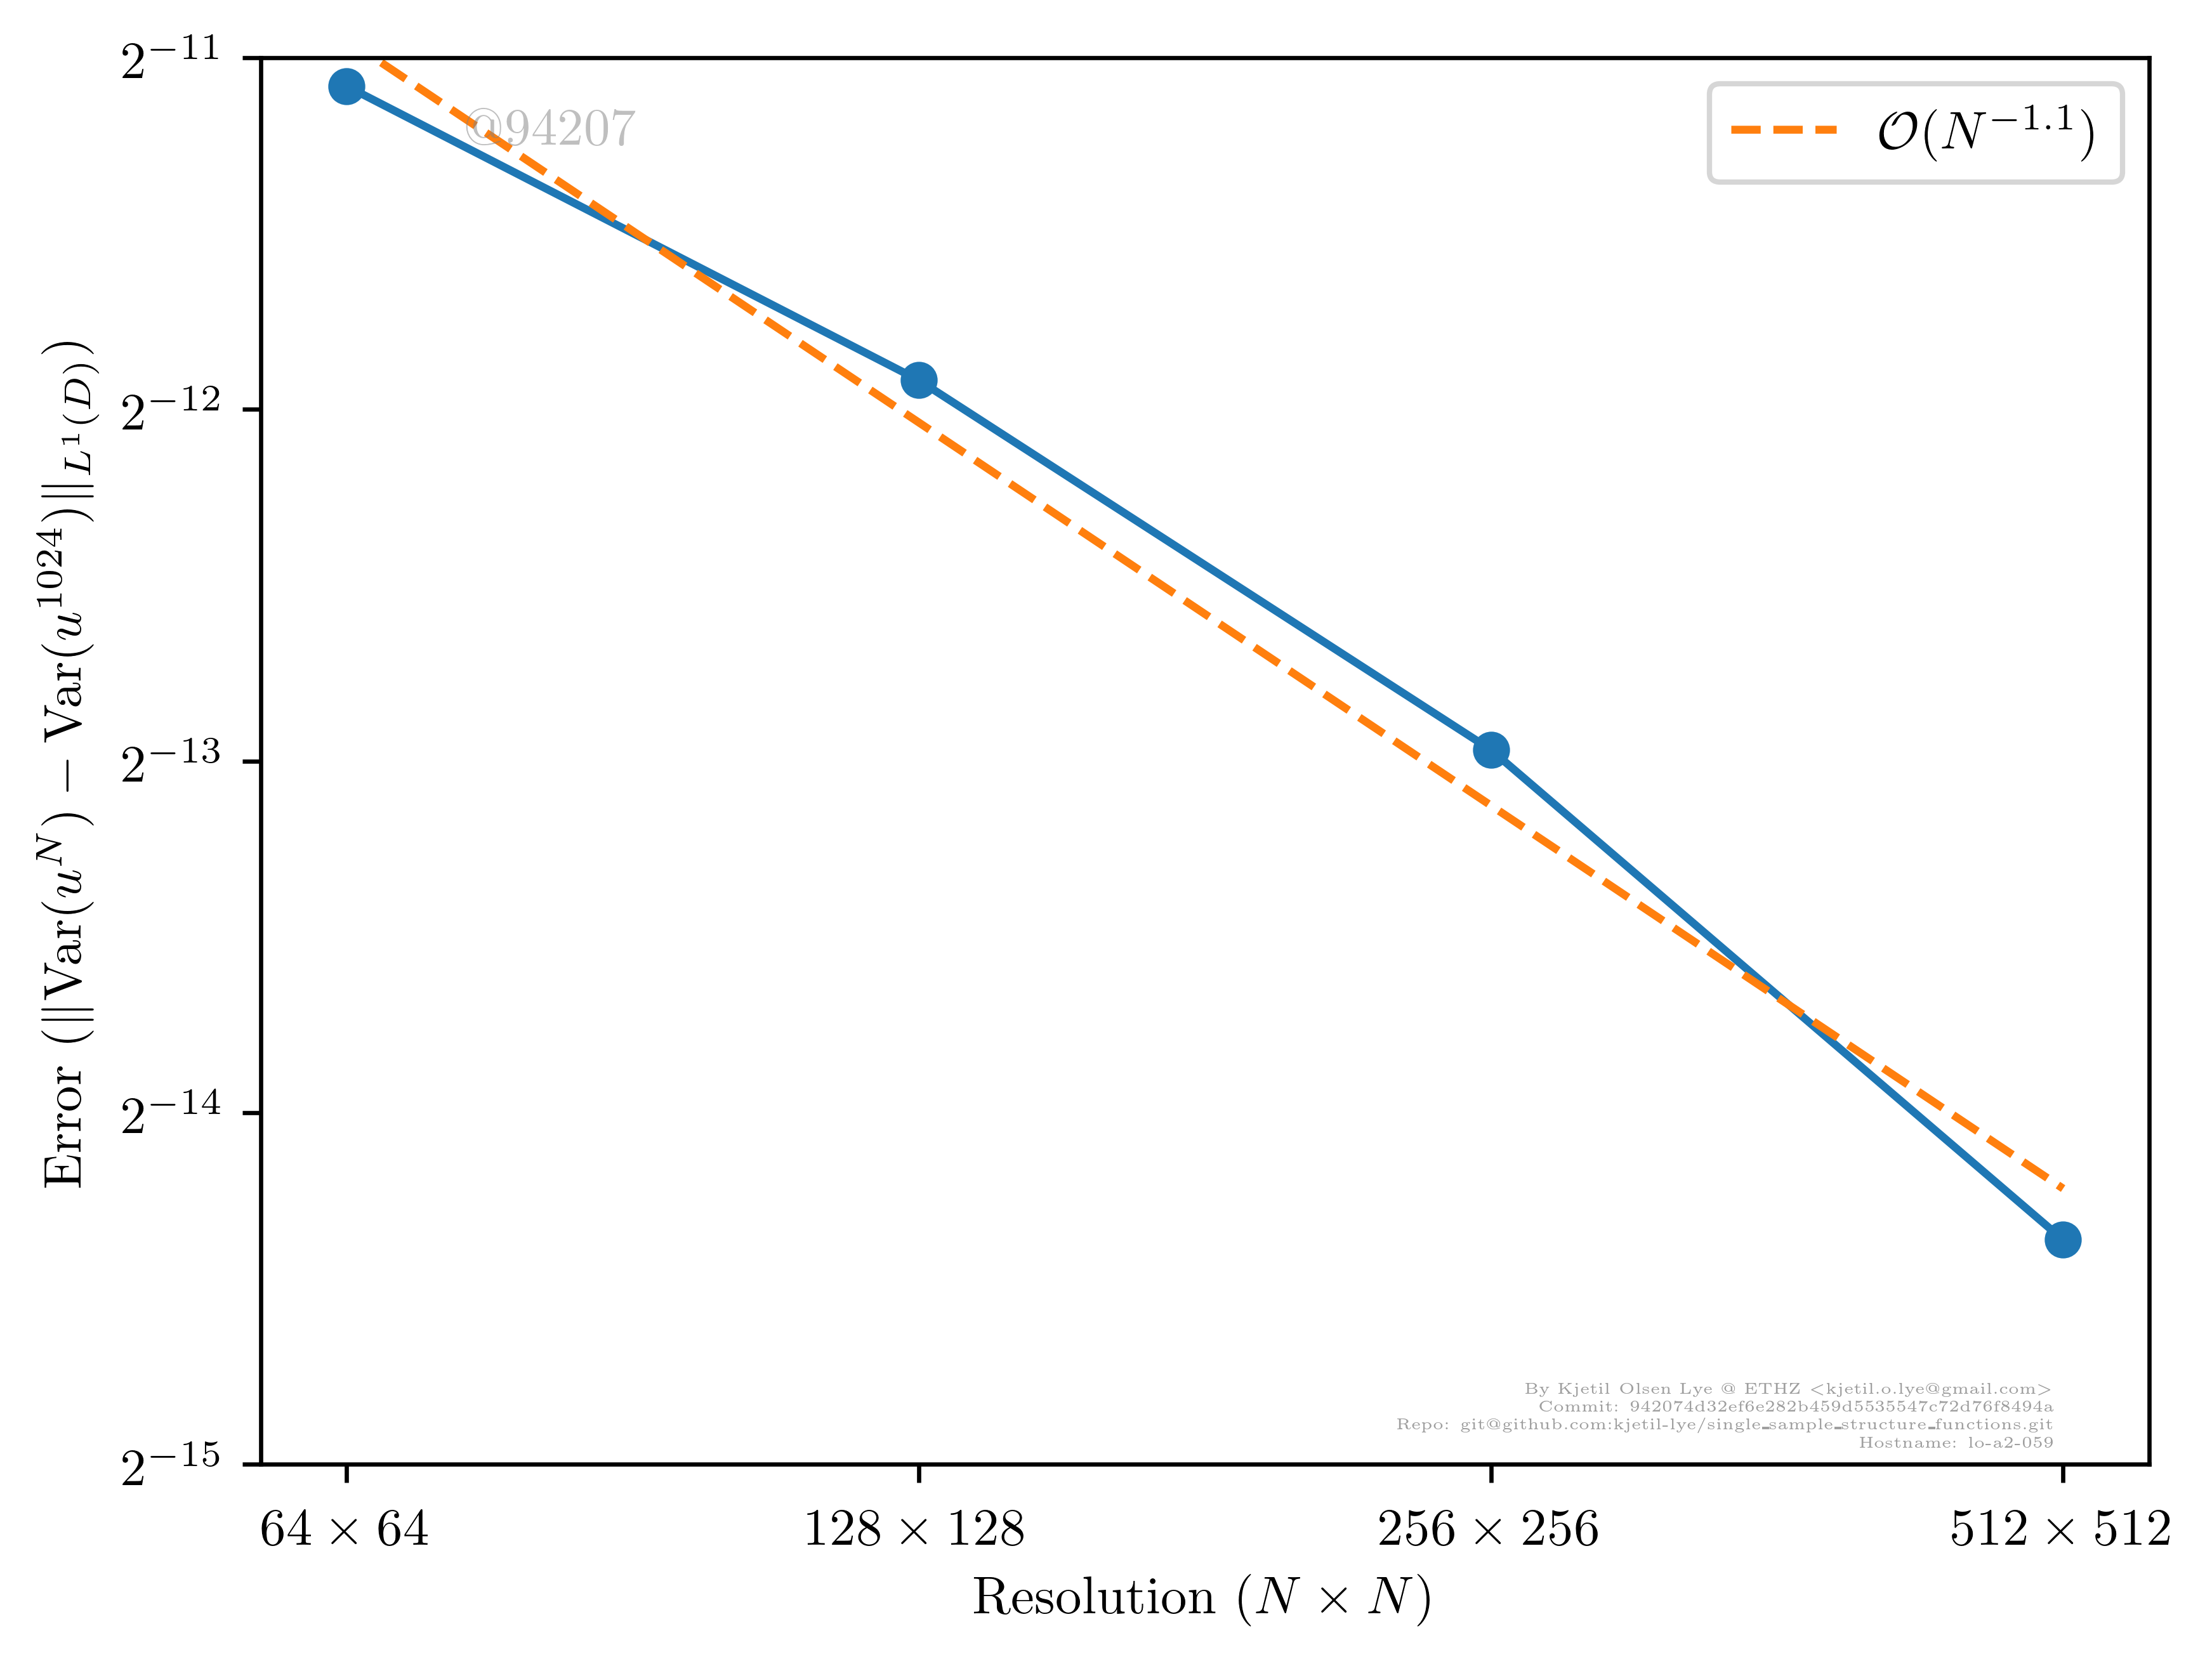 2^{-11}
©94207
O(N^{-1.1})
2^{-12}
2^{-13}
2^{-14}
2^{-15}
Error (||Var(u^N) − Var(u^{1024})||_{L^1(D)})
By Kjetil Olsen Lye @ ETHZ <kjetil.o.lye@gmail.com>
Commit: 942074d32ef6e282b459d5535547c72d76f8494a
Repo: git@github.com:kjetil-lye/single_sample_structure_functions.git
Hostname: lo-a2-059
64 × 64 128 × 128 256 × 256 512 × 512
Resolution (N × N)